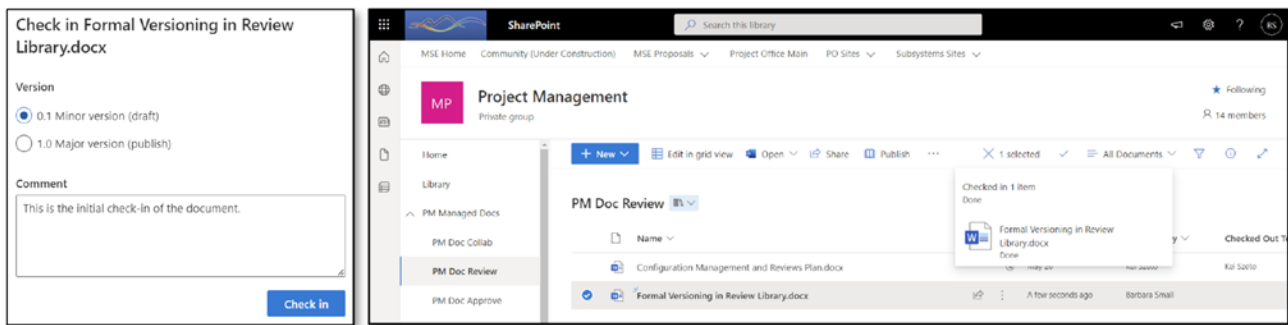 Check in Formal Versioning in Review
Library.docx
Version
0.1 Minor version (draft)
1.0 Major version (publish)
Comment
This is the initial check-in of the document.
Check in
SharePoint
Search this library
?
BS
MSE Home Community (Under Construction) MSE Proposals Project Office Main PO Sites Subsystems Sites
MP
Project Management
Private group
Following
14 members
Home
Library
PM Managed Docs
PM Doc Collab
PM Doc Review
PM Doc Approve
+ New Edit in grid view Open Share Publish ... 1 selected All Documents
PM Doc Review
Checked in 1 item
Done
Formal Versioning in Review
Library.docx
Done
Name
Checked Out T
Configuration Management and Reviews Plan.docx May 20 Kei Szeto Kei Szeto
Formal Versioning in Review Library.docx A few seconds ago Barbara Small